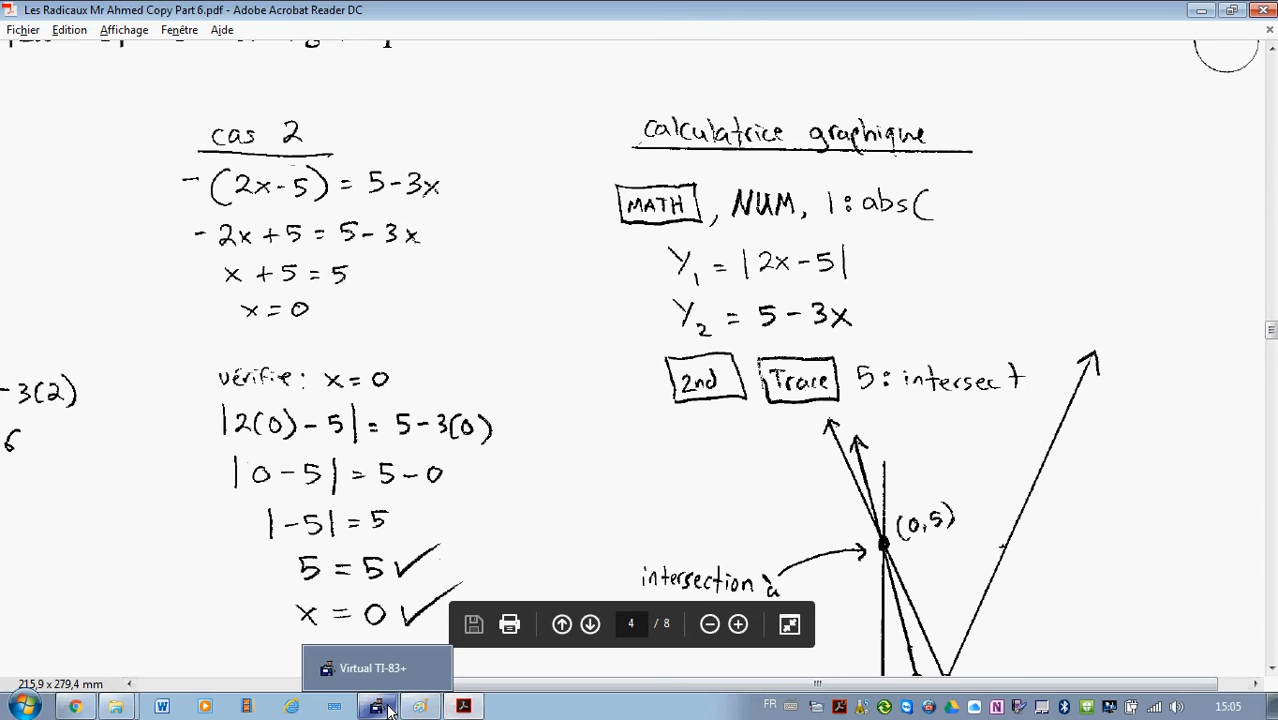 Les Radicaux Mr Ahmed Copy Part 6.pdf - Adobe Acrobat Reader DC
Fichier Edition Affichage Fenêtre Aide
cas 2
-(2x-5) = 5-3x
-2x+5 = 5-3x
x+5=5
x=0
-3(2)
6
vérifie: x=0
|2(0)-5| = 5-3(0)
|0-5| = 5-0
|-5| = 5
5 = 5 ✓
x = 0 ✓
calculatrice graphique
MATH, NUM, 1:abs(
Y₁ = |2x-5|
Y₂ = 5-3x
2nd Trace 5:intersect
(0,5)
intersection à
4 / 8
Virtual TI-83+
215,9 x 279,4 mm
FR
15:05